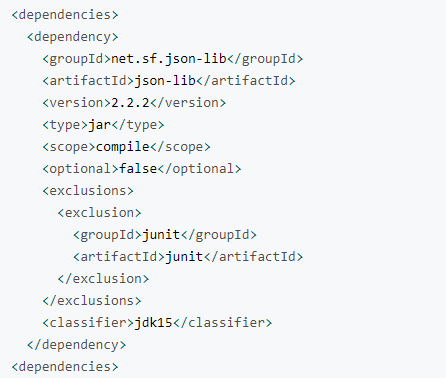 <dependencies>
<dependency>
<groupId>net.sf.json-lib</groupId>
<artifactId>json-lib</artifactId>
<version>2.2.2</version>
<type>jar</type>
<scope>compile</scope>
<optional>false</optional>
<exclusions>
<exclusion>
<groupId>junit</groupId>
<artifactId>junit</artifactId>
</exclusion>
</exclusions>
<classifier>jdk15</classifier>
</dependency>
<dependencies>